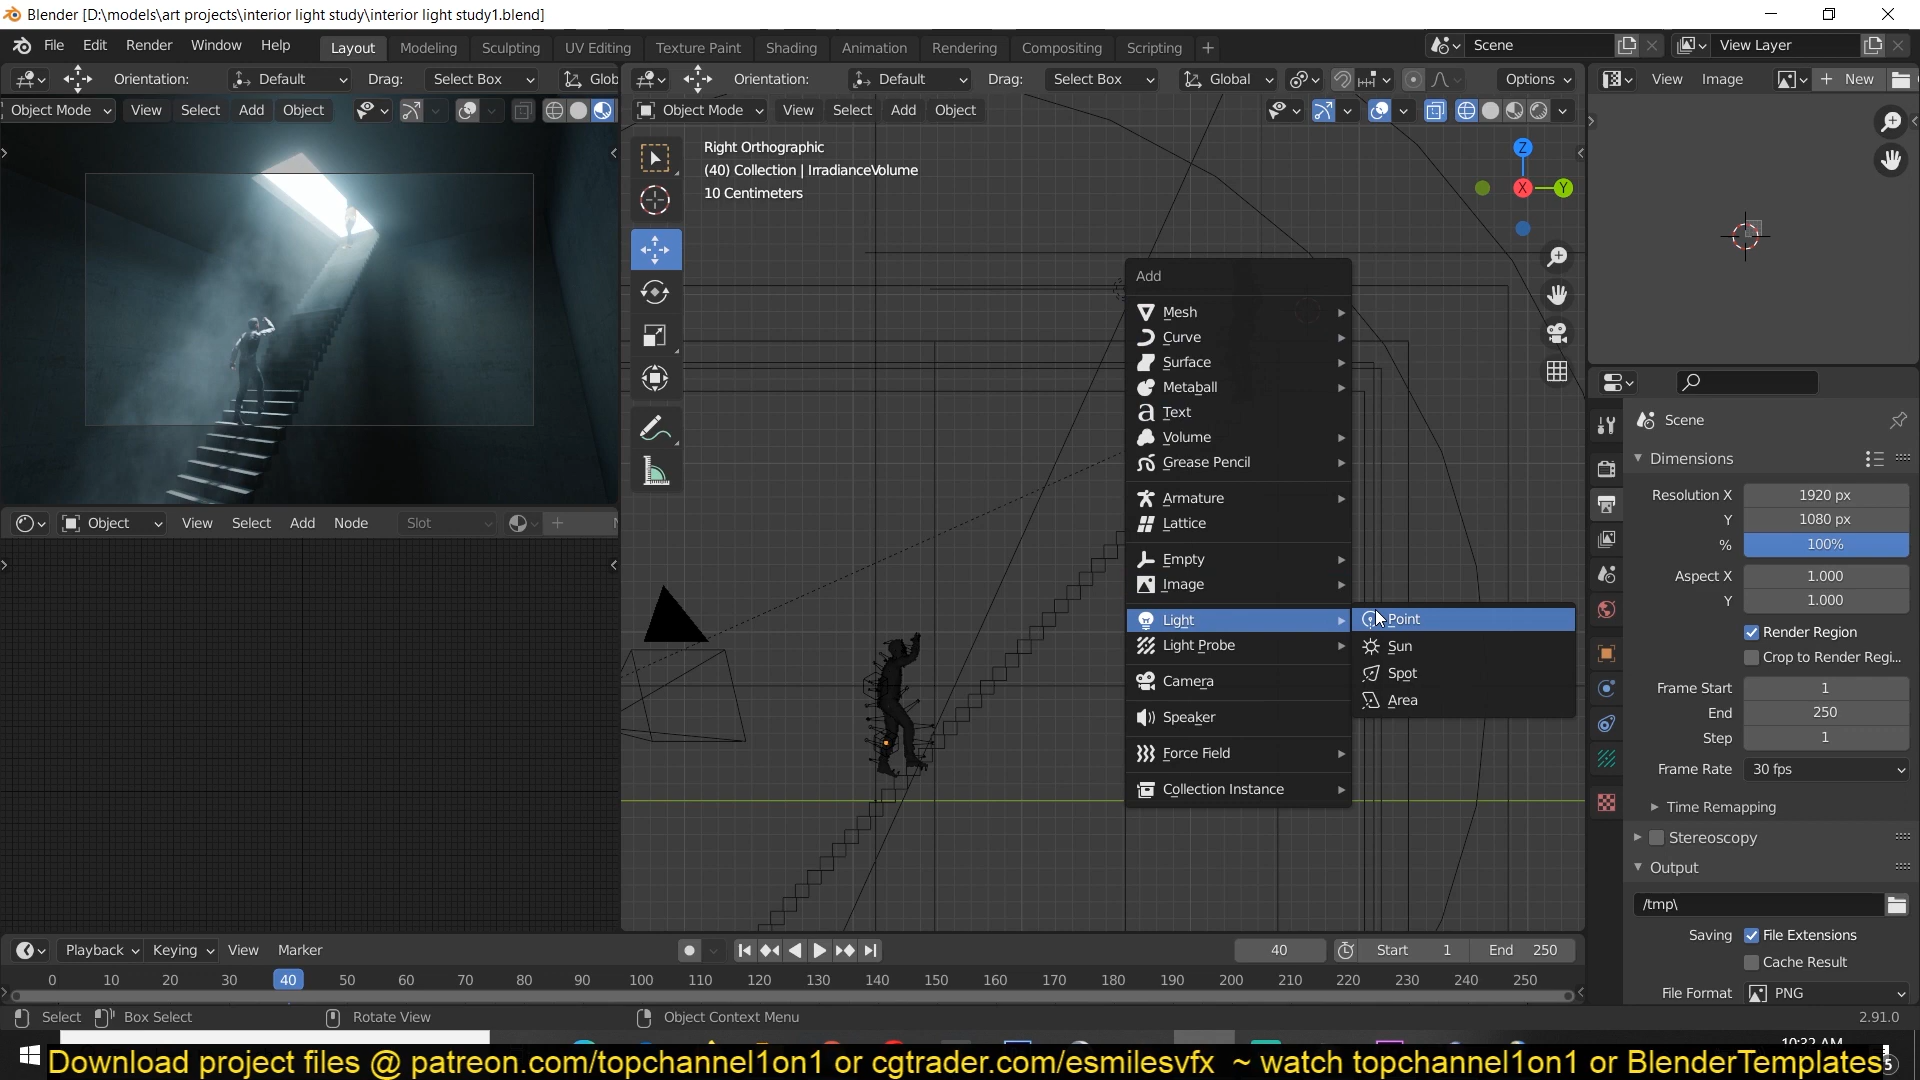 Blender [D:\models\art projects\interior light study\interior light study1.blend]
File Edit Render Window Help Layout Modeling Sculpting UV Editing Texture Paint Shading Animation Rendering Compositing Scripting + Scene View Layer
Orientation: Default Drag: Select Box Glob Orientation: Default Drag: Select Box Global Options View Image New
Object Mode View Select Add Object Object Mode View Select Add Object
Right Orthographic
(40) Collection | IrradianceVolume
10 Centimeters
Z
X
Y
Add
Mesh
Curve
Surface
Metaball
Text
Volume
Grease Pencil
Armature
Lattice
Empty
Image
Light
Light Probe
Camera
Speaker
Force Field
Collection Instance
Point
Sun
Spot
Area
Object View Select Add Node Slot
Scene
Dimensions
Resolution X 1920 px
Y 1080 px
% 100%
Aspect X 1.000
Y 1.000
Render Region
Crop to Render Regi...
Frame Start 1
End 250
Step 1
Frame Rate 30 fps
Time Remapping
Stereoscopy
Output
/tmp\
Saving File Extensions
Cache Result
File Format PNG
Playback Keying View Marker 40 Start 1 End 250
0 10 20 30 40 50 60 70 80 90 100 110 120 130 140 150 160 170 180 190 200 210 220 230 240 250
Select Box Select Rotate View Object Context Menu 2.91.0
10:32 AM
Download project files @ patreon.com/topchannel1on1 or cgtrader.com/esmilesvfx ~ watch topchannel1on1 or BlenderTemplates